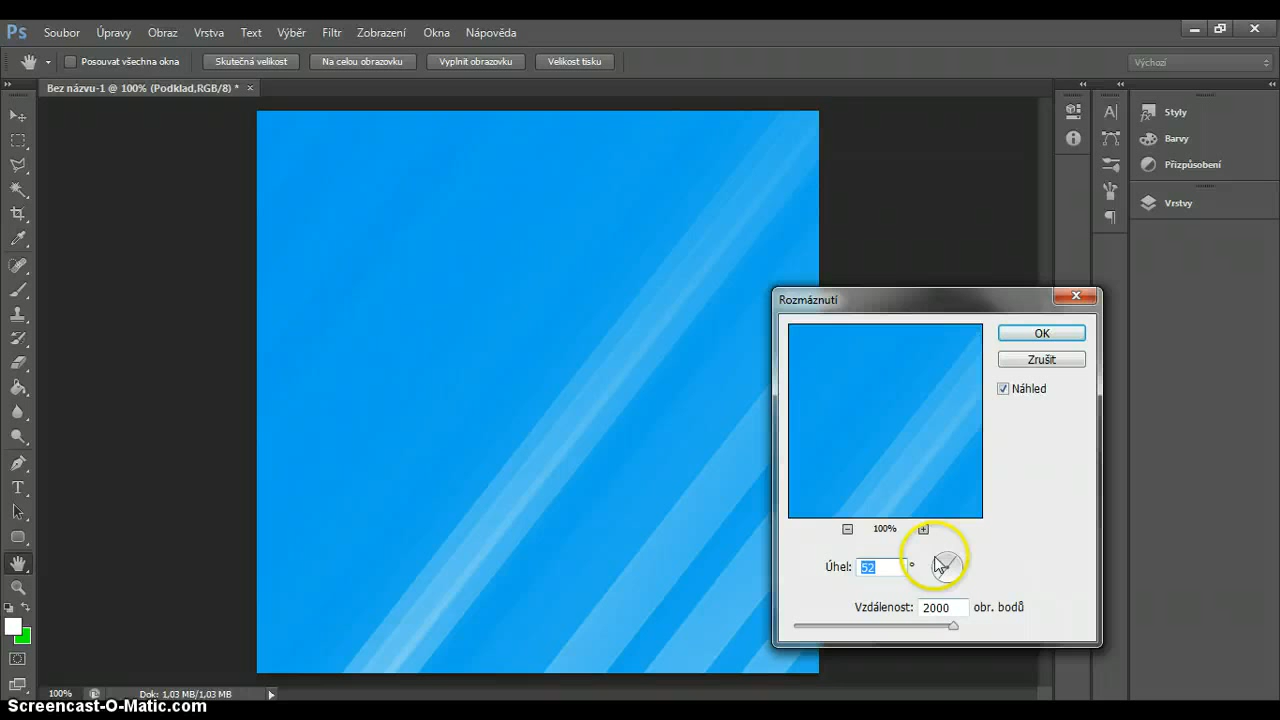 Ps Soubor Úpravy Obraz Vrstva Text Výběr Filtr Zobrazení Okna Nápověda
Posouvat všechna okna Skutečná velikost Na celou obrazovku Vyplnit obrazovku Velikost tisku Výchozí
Bez názvu-1 @ 100% (Podklad,RGB/8) * ×
Styly
Barvy
Přizpůsobení
Vrstvy
Rozmáznutí
OK
Zrušit
Náhled
100%
Úhel: 52 °
Vzdálenost: 2000 obr. bodů
100% Dok: 1,03 MB/1,03 MB
Screencast-O-Matic.com